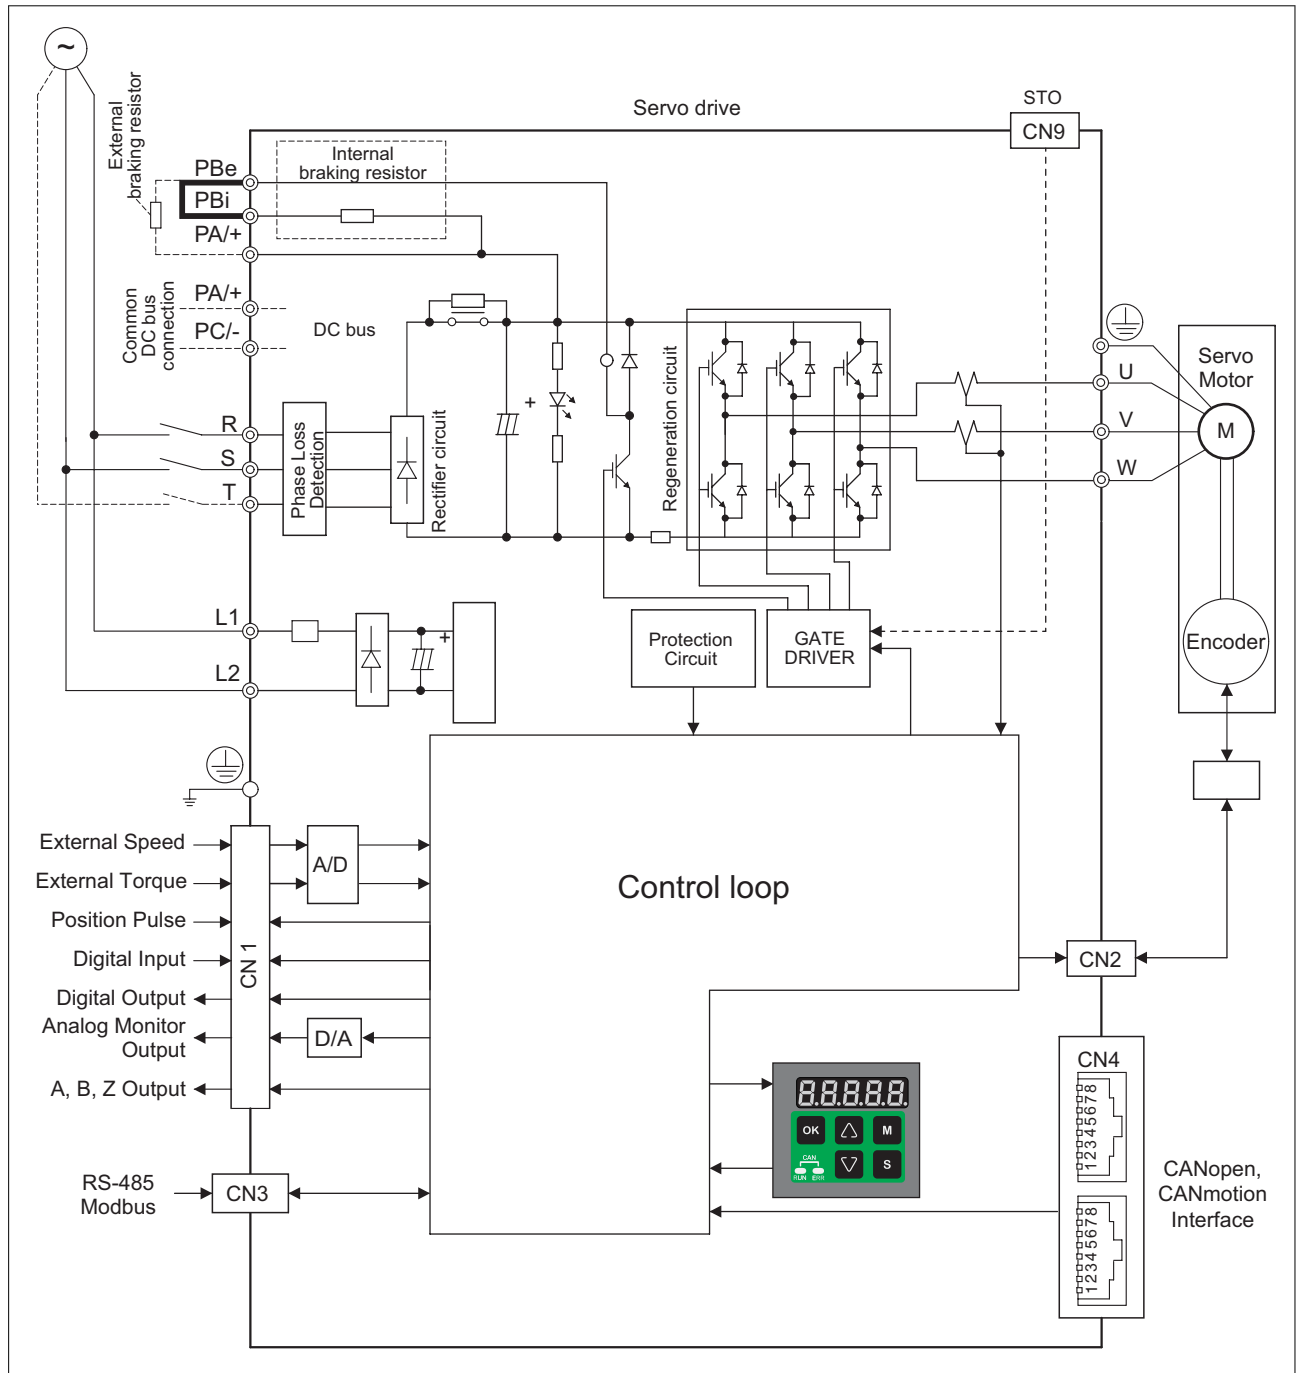 ~
STO
CN9
Servo drive
External
braking resistor
Internal
braking resistor
PBe
PBi
PA/+
PA/+
PC/-
Common
DC bus
connection
DC bus
+
Regeneration circuit
Servo
Motor
U
V
W
M
R
S
T
Phase Loss
Detection
Rectifier circuit
L1
L2
+
Protection
Circuit
GATE
DRIVER
Encoder
External Speed
External Torque
Position Pulse
Digital Input
Digital Output
Analog Monitor
Output
A, B, Z Output
CN 1
A/D
D/A
Control loop
CN2
CN4
12345678
12345678
8.8.8.8.8.
OK
M
S
CAN
RUN ERR
RS-485
Modbus
CN3
CANopen,
CANmotion
Interface